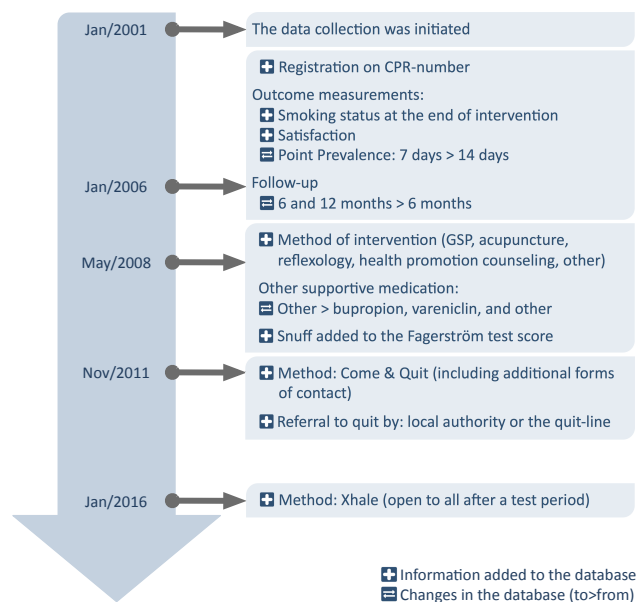 Jan/2001
The data collection was initiated
Registration on CPR-number
Outcome measurements:
Smoking status at the end of intervention
Satisfaction
Point Prevalence: 7 days > 14 days
Jan/2006
Follow-up
6 and 12 months > 6 months
May/2008
Method of intervention (GSP, acupuncture,
reflexology, health promotion counseling, other)
Other supportive medication:
Other > bupropion, vareniclin, and other
Snuff added to the Fagerström test score
Nov/2011
Method: Come & Quit (including additional forms
of contact)
Referral to quit by: local authority or the quit-line
Jan/2016
Method: Xhale (open to all after a test period)
Information added to the database
Changes in the database (to>from)